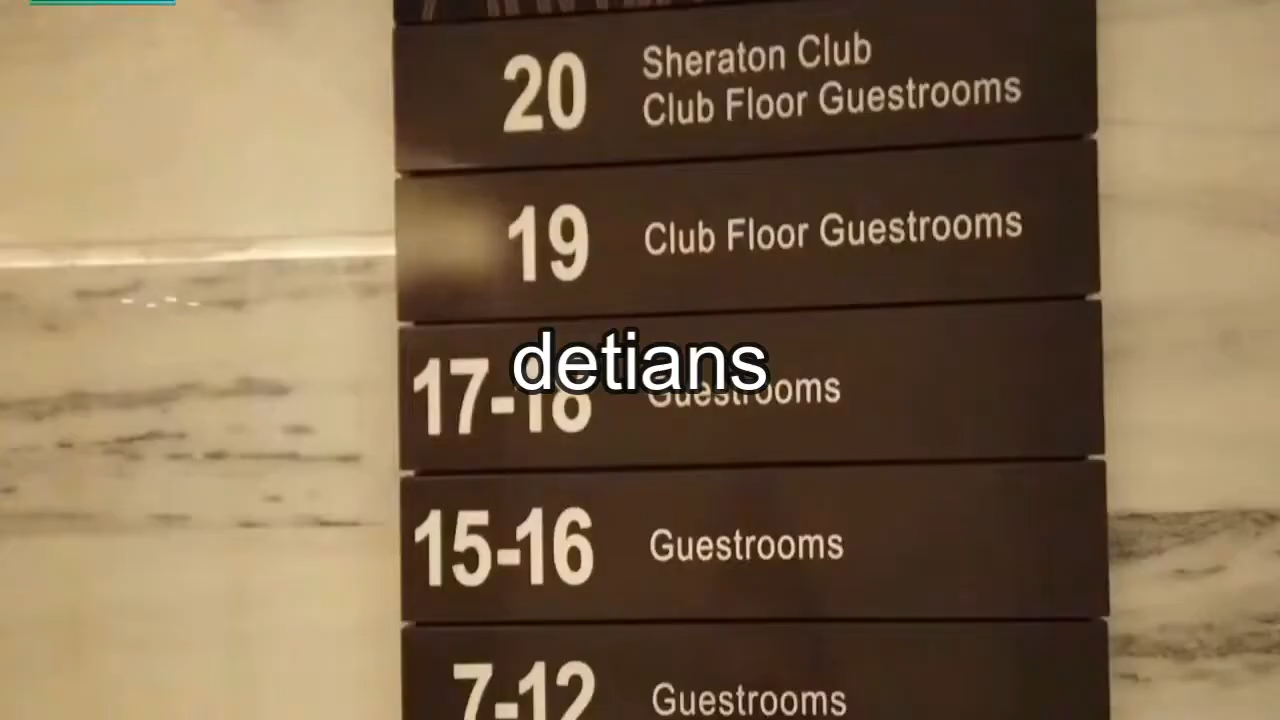 20 Sheraton Club
Club Floor Guestrooms
19 Club Floor Guestrooms
detians
17-18 Guestrooms
15-16 Guestrooms
7-12 Guestrooms